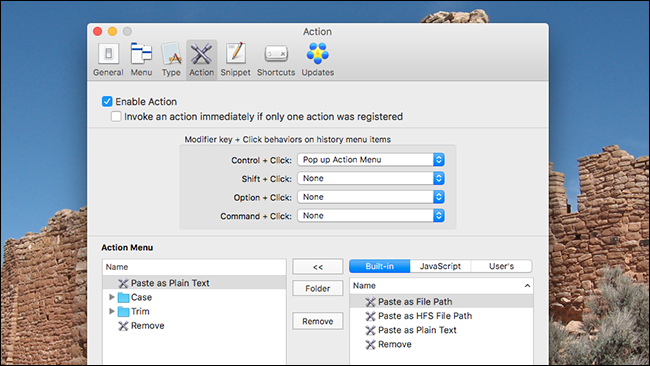 Action
General Menu Type Action Snippet Shortcuts Updates
Enable Action
Invoke an action immediately if only one action was registered
Modifier key + Click behaviors on history menu items
Control + Click: Pop up Action Menu
Shift + Click: None
Option + Click: None
Command + Click: None
Action Menu
<< Built-in JavaScript User's
Name
Paste as Plain Text
Case
Trim
Remove
Folder
Remove
Name
Paste as File Path
Paste as HFS File Path
Paste as Plain Text
Remove